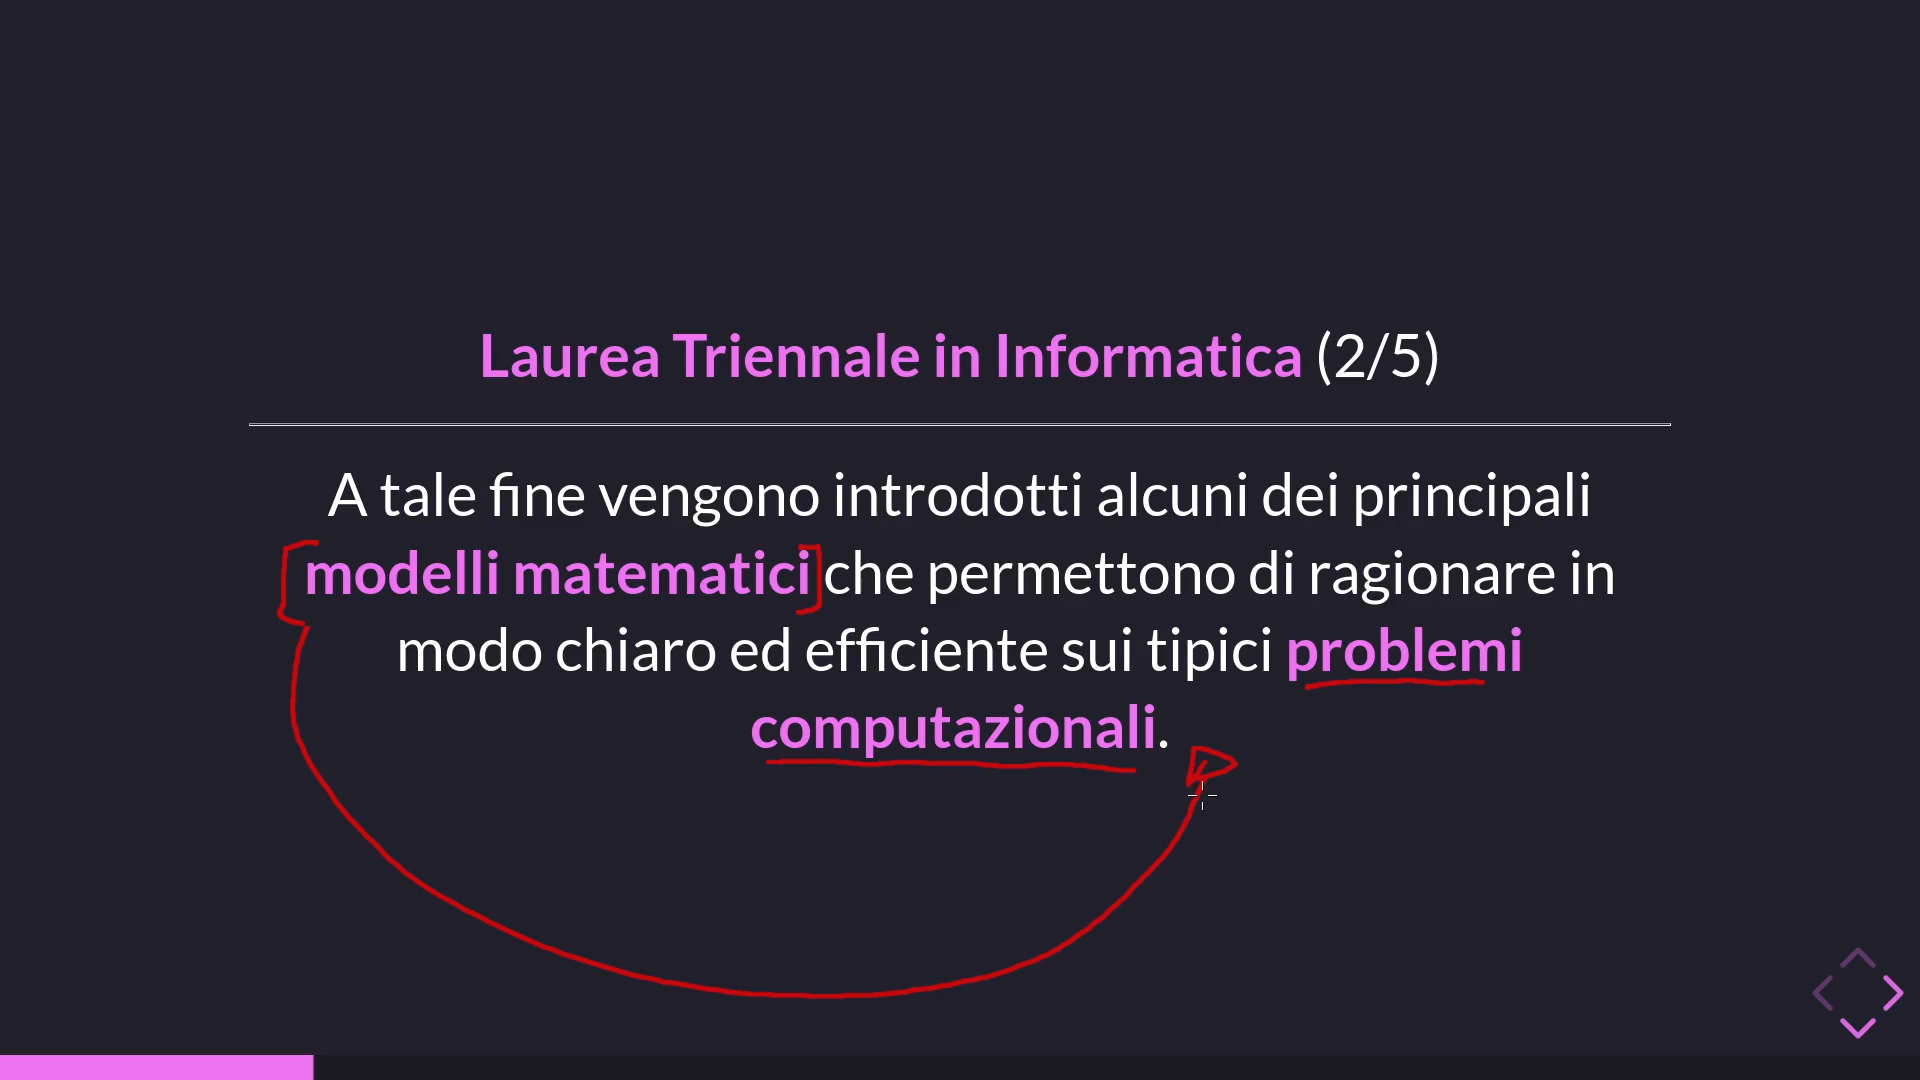 Laurea Triennale in Informatica (2/5)
A tale fine vengono introdotti alcuni dei principali
modelli matematici che permettono di ragionare in
modo chiaro ed efficiente sui tipici problemi
computazionali.